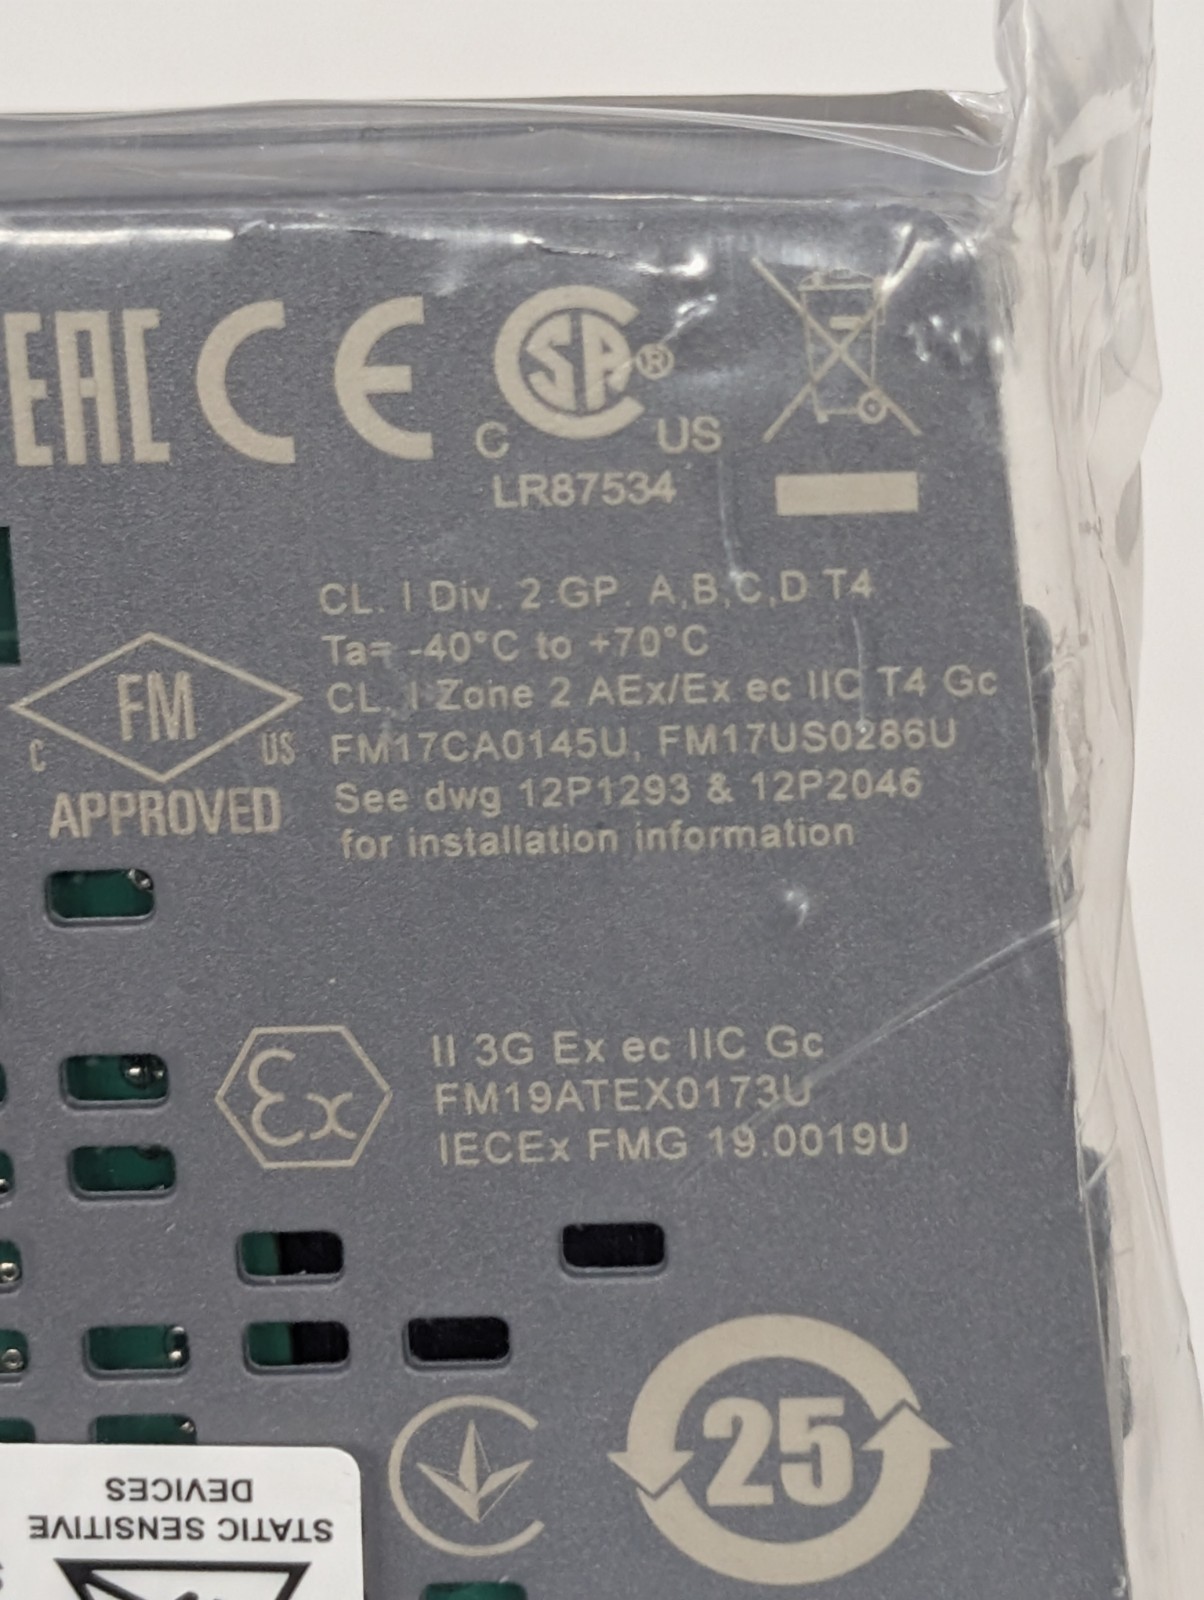 EAC CE CSA ®
C US
LR87534
CL. I Div. 2 GP. A,B,C,D T4
Ta= -40°C to +70°C
CL. I Zone 2 AEx/Ex ec IIC T4 Gc
FM17CA0145U, FM17US0286U
See dwg 12P1293 & 12P2046
for installation information
FM
C US
APPROVED
Ex
II 3G Ex ec IIC Gc
FM19ATEX0173U
IECEx FMG 19.0019U
25
STATIC SENSITIVE
DEVICES